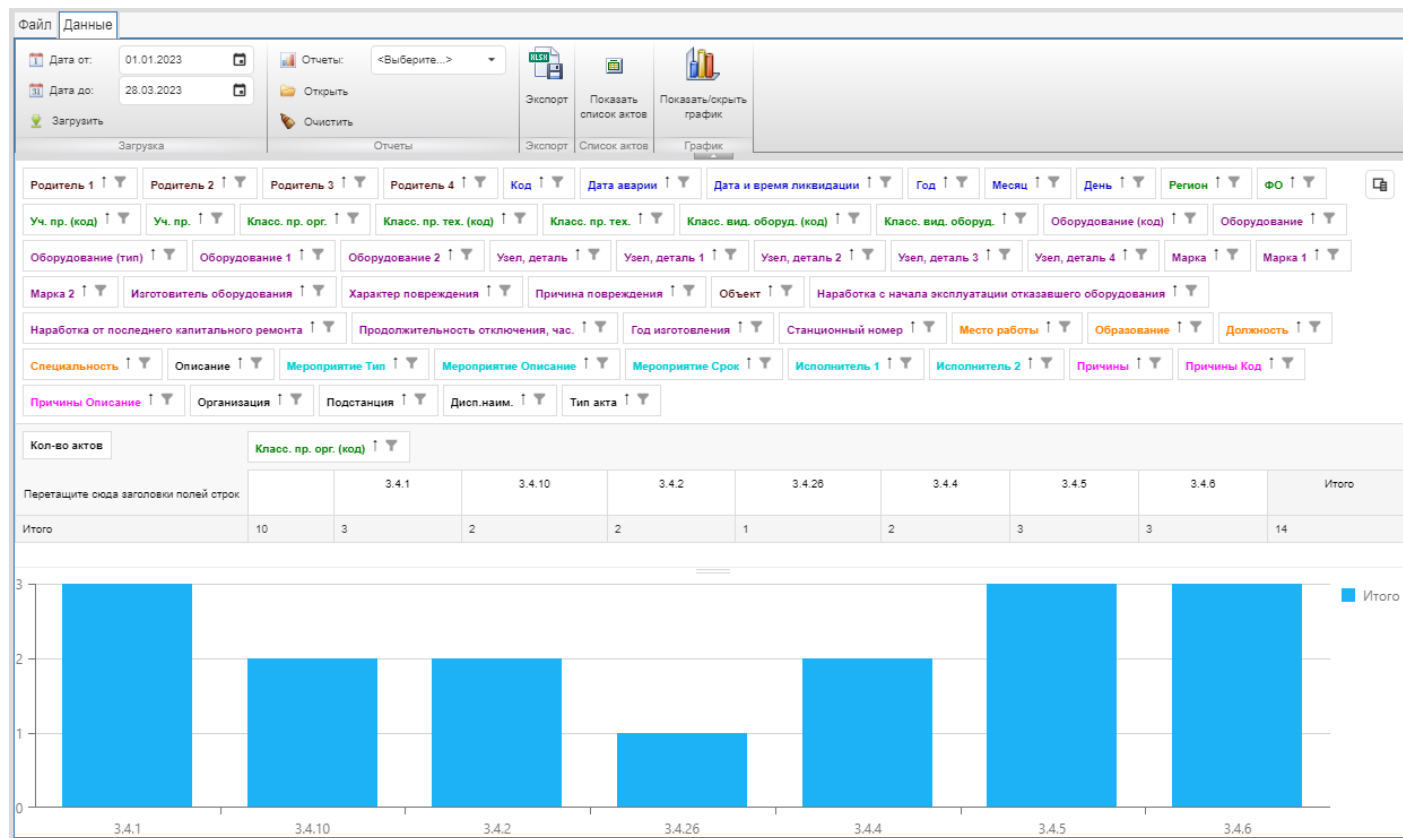 Файл Данные
Дата от: 01.01.2023 Отчеты: <Выберите...> XLSX
31 Дата до: 28.03.2023 Открыть Экспорт Показать список актов Показать/скрыть график
Загрузить Очистить
Загрузка Отчеты Экспорт Список актов График
Родитель 1 Родитель 2 Родитель 3 Родитель 4 Код Дата аварии Дата и время ликвидации Год Месяц День Регион ФО
Уч. пр. (код) Уч. пр. Класс. пр. орг. Класс. пр. тех. (код) Класс. пр. тех. Класс. вид. оборуд. (код) Класс. вид. оборуд. Оборудование (код) Оборудование
Оборудование (тип) Оборудование 1 Оборудование 2 Узел, деталь Узел, деталь 1 Узел, деталь 2 Узел, деталь 3 Узел, деталь 4 Марка Марка 1
Марка 2 Изготовитель оборудования Характер повреждения Причина повреждения Объект Наработка с начала эксплуатации отказавшего оборудования
Наработка от последнего капитального ремонта Продолжительность отключения, час. Год изготовления Станционный номер Место работы Образование Должность
Специальность Описание Мероприятие Тип Мероприятие Описание Мероприятие Срок Исполнитель 1 Исполнитель 2 Причины Причины Код
Причины Описание Организация Подстанция Дисп.наим. Тип акта
Кол-во актов Класс. пр. орг. (код)
Перетащите сюда заголовки полей строк 3.4.1 3.4.10 3.4.2 3.4.26 3.4.4 3.4.5 3.4.6 Итого
Итого 10 3 2 2 1 2 3 3 14
3
Итого
2
1
0
3.4.1 3.4.10 3.4.2 3.4.26 3.4.4 3.4.5 3.4.6